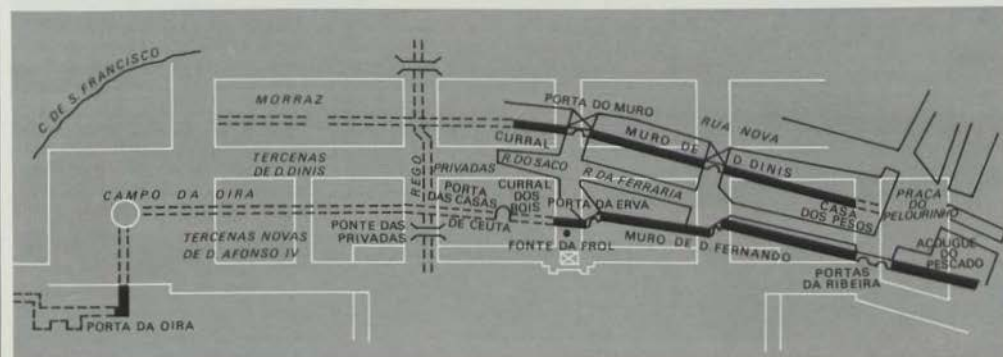 C. DE S. FRANCISCO
MORRAZ
TERCENAS
DE D. DINIS
CAMPO DA OIRA
TERCENAS NOVAS
DE D. AFONSO IV
PORTA DA OIRA
REGO
PONTE DAS
PRIVADAS
PRIVADAS
PORTA
DAS CASAS
DE CEUTA
CURRAL
R. DO SACO
CURRAL
DOS
BOIS
PORTA DO MURO
MURO DE D. DINIS
RUA NOVA
R. DA FERRARIA
PORTA DA ERVA
FONTE DA FROL
MURO DE D. FERNANDO
CASA
DOS PESOS
PORTAS
DA RIBEIRA
PRAÇA
DO
PELOURINHO
AÇOUGUE
DO
PESCADO